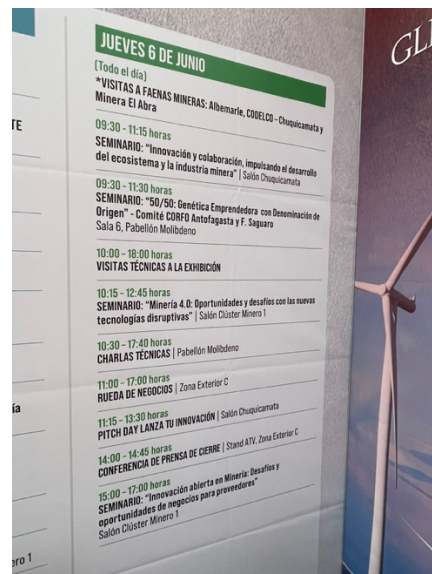 TE
ía
ero 1
JUEVES 6 DE JUNIO
(Todo el día)
*VISITAS A FAENAS MINERAS: Albemarle, CODELCO - Chuquicamata y
Minera El Abra
09:30 - 11:15 horas
SEMINARIO: "Innovación y colaboración, impulsando el desarrollo
del ecosistema y la industria minera" | Salón Chuquicamata
09:30 - 11:30 horas
SEMINARIO: "50/50: Genética Emprendedora con Denominación de
Origen" - Comité CORFO Antofagasta y F. Saguaro
Sala 6, Pabellón Molibdeno
10:00 - 18:00 horas
VISITAS TÉCNICAS A LA EXHIBICIÓN
10:15 - 12:45 horas
SEMINARIO: "Minería 4.0: Oportunidades y desafíos con las nuevas
tecnologías disruptivas" | Salón Clúster Minero 1
10:30 - 17:40 horas
CHARLAS TÉCNICAS | Pabellón Molibdeno
11:00 - 17:00 horas
RUEDA DE NEGOCIOS | Zona Exterior C
11:15 - 13:30 horas
PITCH DAY LANZA TU INNOVACIÓN | Salón Chuquicamata
14:00 - 14:45 horas
CONFERENCIA DE PRENSA DE CIERRE | Stand ATV, Zona Exterior C
15:00 - 17:00 horas
SEMINARIO: "Innovación abierta en Minería: Desafíos y
oportunidades de negocios para proveedores"
Salón Clúster Minero 1